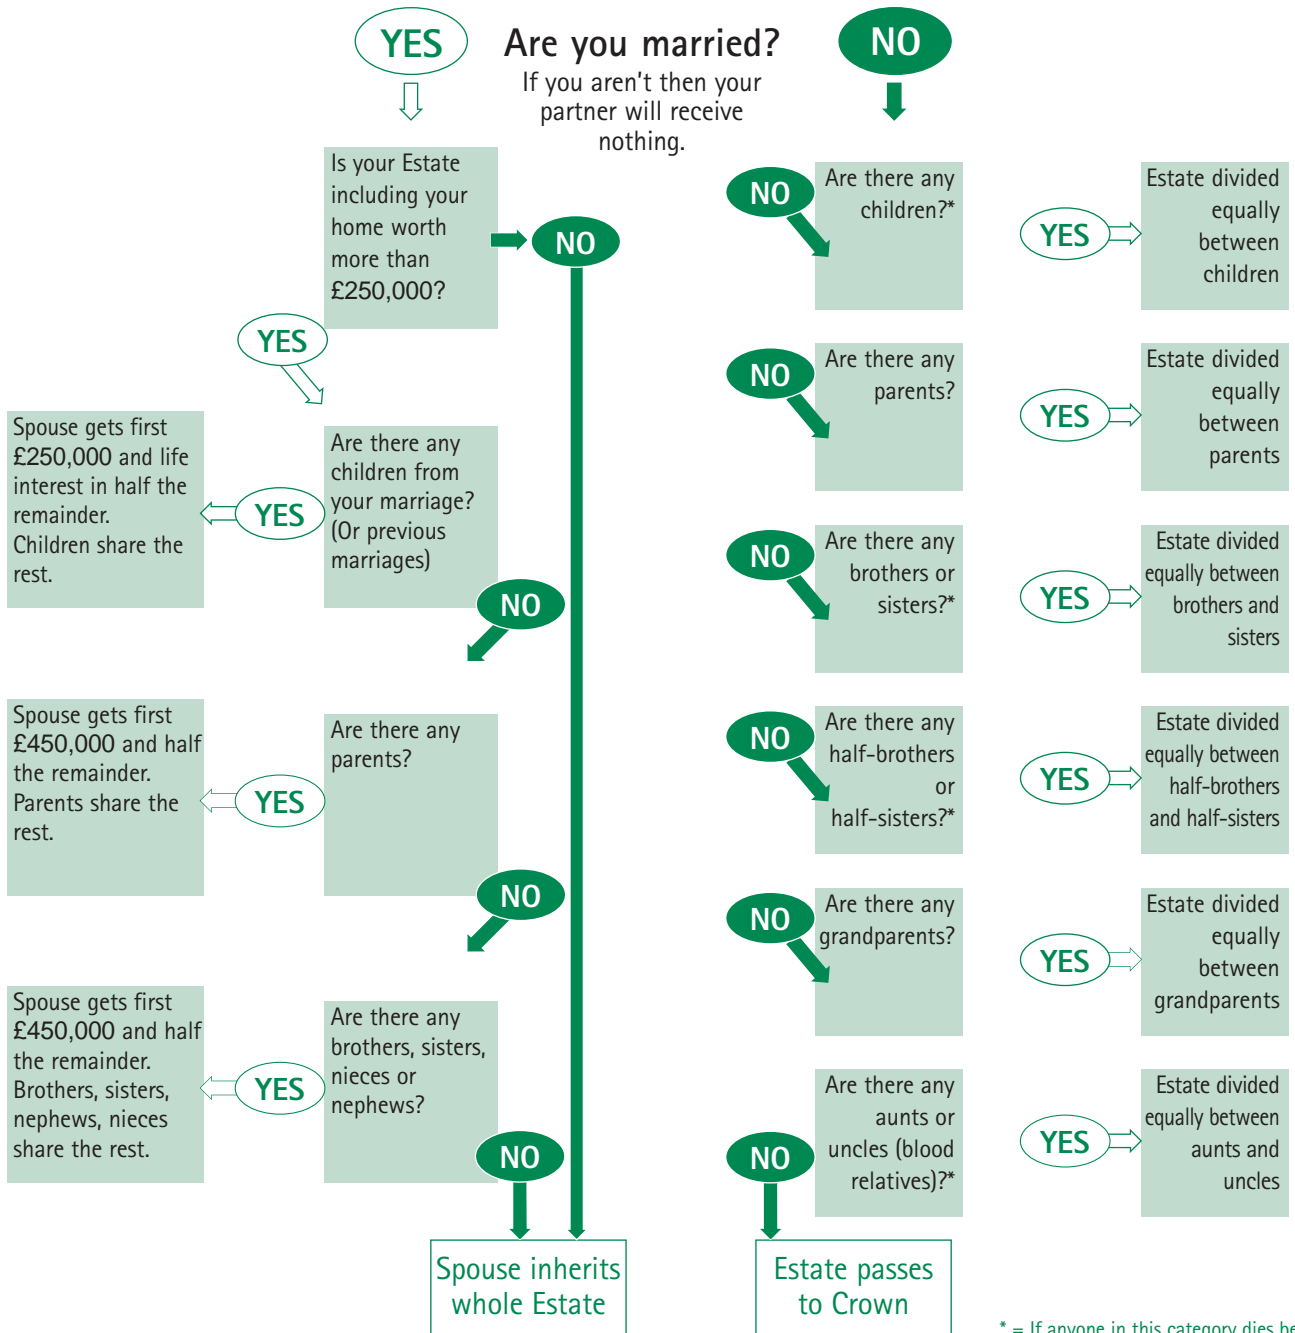 YES
Are you married?
NO
If you aren't then your
partner will receive
nothing.
Is your Estate
including your
home worth
more than
£250,000?
NO
YES
Spouse gets first
£250,000 and life
interest in half the
remainder.
Children share the
rest.
YES
Are there any
children from
your marriage?
(Or previous
marriages)
NO
Spouse gets first
£450,000 and half
the remainder.
Parents share the
rest.
YES
Are there any
parents?
NO
Spouse gets first
£450,000 and half
the remainder.
Brothers, sisters,
nephews, nieces
share the rest.
YES
Are there any
brothers, sisters,
nieces or
nephews?
NO
Spouse inherits
whole Estate
NO
Are there any
children?*
YES
Estate divided
equally
between
children
NO
Are there any
parents?
YES
Estate divided
equally
between
parents
NO
Are there any
brothers or
sisters?*
YES
Estate divided
equally between
brothers and
sisters
NO
Are there any
half-brothers
or
half-sisters?*
YES
Estate divided
equally between
half-brothers
and half-sisters
NO
Are there any
grandparents?
YES
Estate divided
equally
between
grandparents
NO
Are there any
aunts or
uncles (blood
relatives)?*
YES
Estate divided
equally between
aunts and
uncles
Estate passes
to Crown
* = If anyone in this category dies be